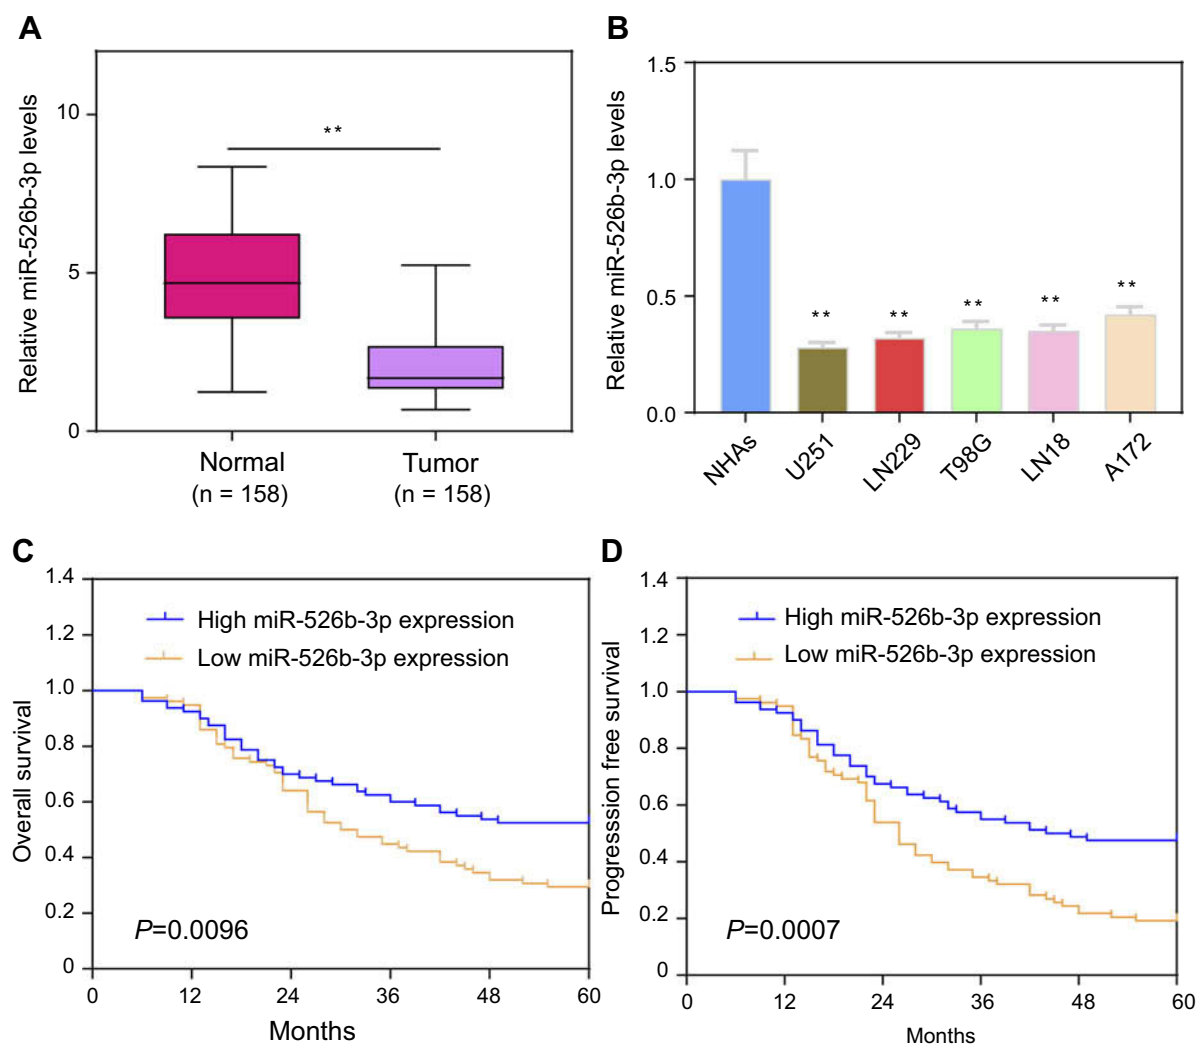 A
Relative miR-526b-3p levels
10
5
0
**
Normal
(n = 158)
Tumor
(n = 158)
B
Relative miR-526b-3p levels
1.5
1.0
0.5
0.0
**
**
**
**
**
NHAs
U251
LN229
T98G
LN18
A172
C
Overall survival
1.4
1.2
1.0
0.8
0.6
0.4
0.2
0
High miR-526b-3p expression
Low miR-526b-3p expression
P=0.0096
0
12
24
36
48
60
Months
D
Progresssion free survival
1.4
1.2
1.0
0.8
0.6
0.4
0.2
0
High miR-526b-3p expression
Low miR-526b-3p expression
P=0.0007
0
12
24
36
48
60
Months